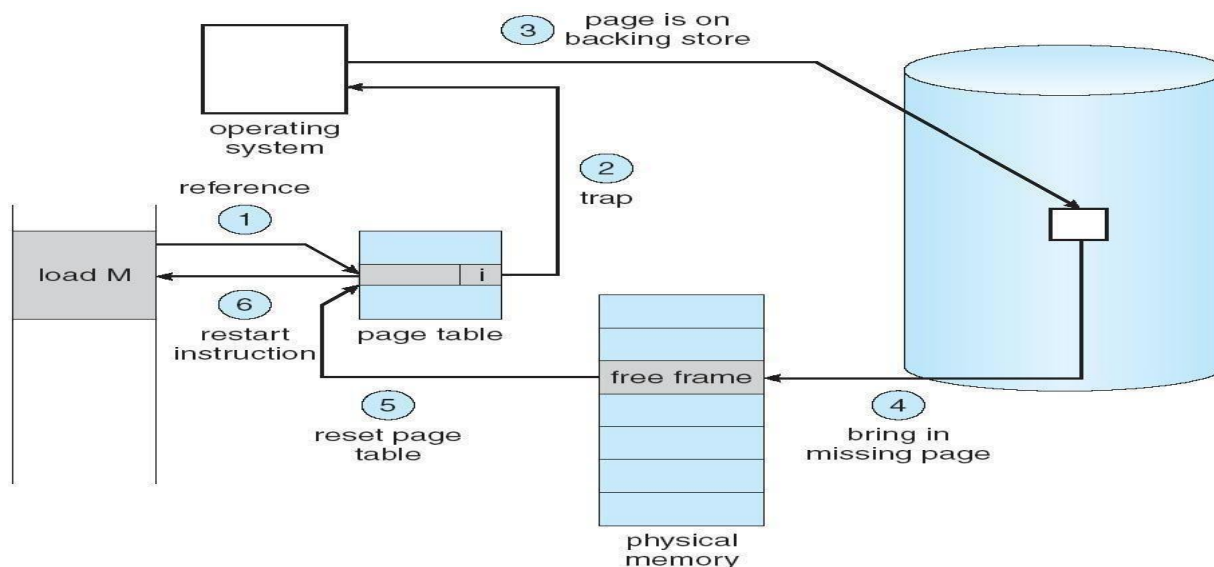 3
page is on
backing store
operating
system
2
trap
reference
1
load M
i
6
restart
instruction
page table
free frame
5
reset page
table
4
bring in
missing page
physical
memory